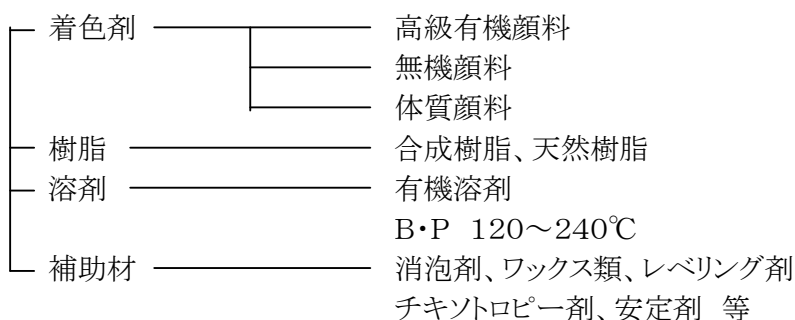 着色剤 高級有機顔料
無機顔料
体質顔料
樹脂 合成樹脂、天然樹脂
溶剤 有機溶剤
B・P 120～240℃
補助材 消泡剤、ワックス類、レベリング剤
チキソトロピー剤、安定剤 等